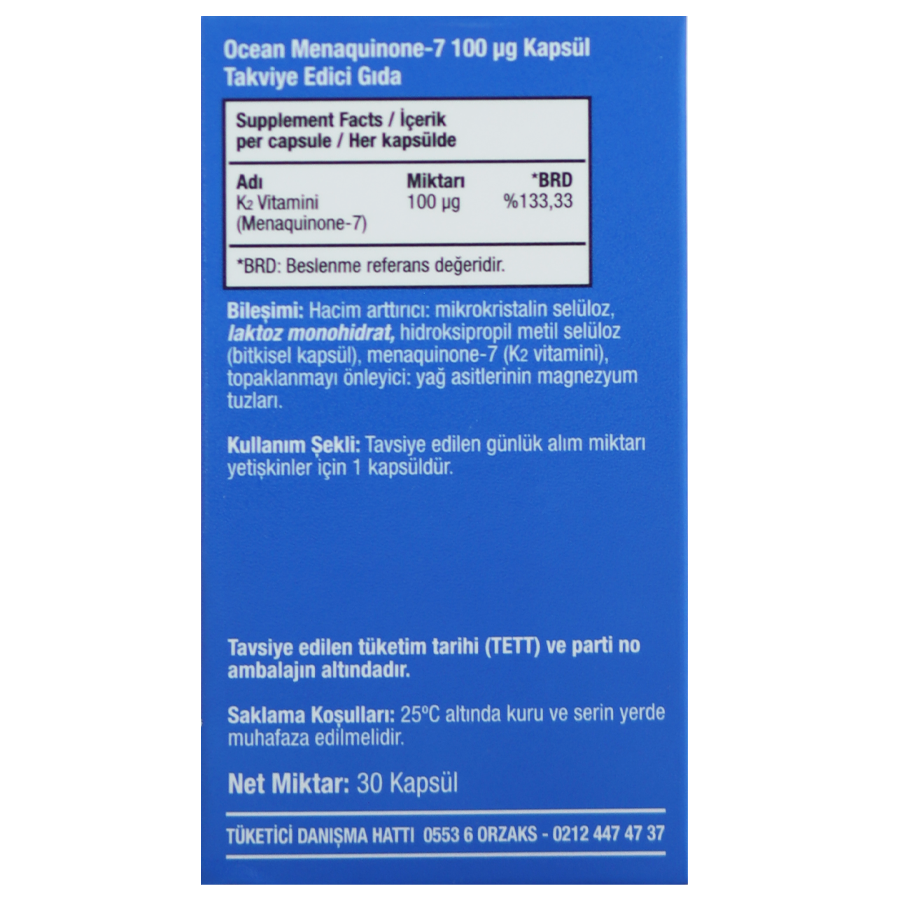 Ocean Menaquinone-7 100 µg Kapsül
Takviye Edici Gıda
Supplement Facts / İçerik
per capsule / Her kapsülde
Adı Miktarı *BRD
K2 Vitamini 100 µg %133,33
(Menaquinone-7)
*BRD: Beslenme referans değeridir.
Bileşimi: Hacim arttırıcı: mikrokristalin selüloz,
laktoz monohidrat, hidroksipropil metil selüloz
(bitkisel kapsül), menaquinone-7 (K2 vitamini),
topaklanmayı önleyici: yağ asitlerinin magnezyum
tuzları.
Kullanım Şekli: Tavsiye edilen günlük alım miktarı
yetişkinler için 1 kapsüldür.
Tavsiye edilen tüketim tarihi (TETT) ve parti no
ambalajın altındadır.
Saklama Koşulları: 25ºC altında kuru ve serin yerde
muhafaza edilmelidir.
Net Miktar: 30 Kapsül
TÜKETİCİ DANIŞMA HATTI 0553 6 ORZAKS - 0212 447 47 37